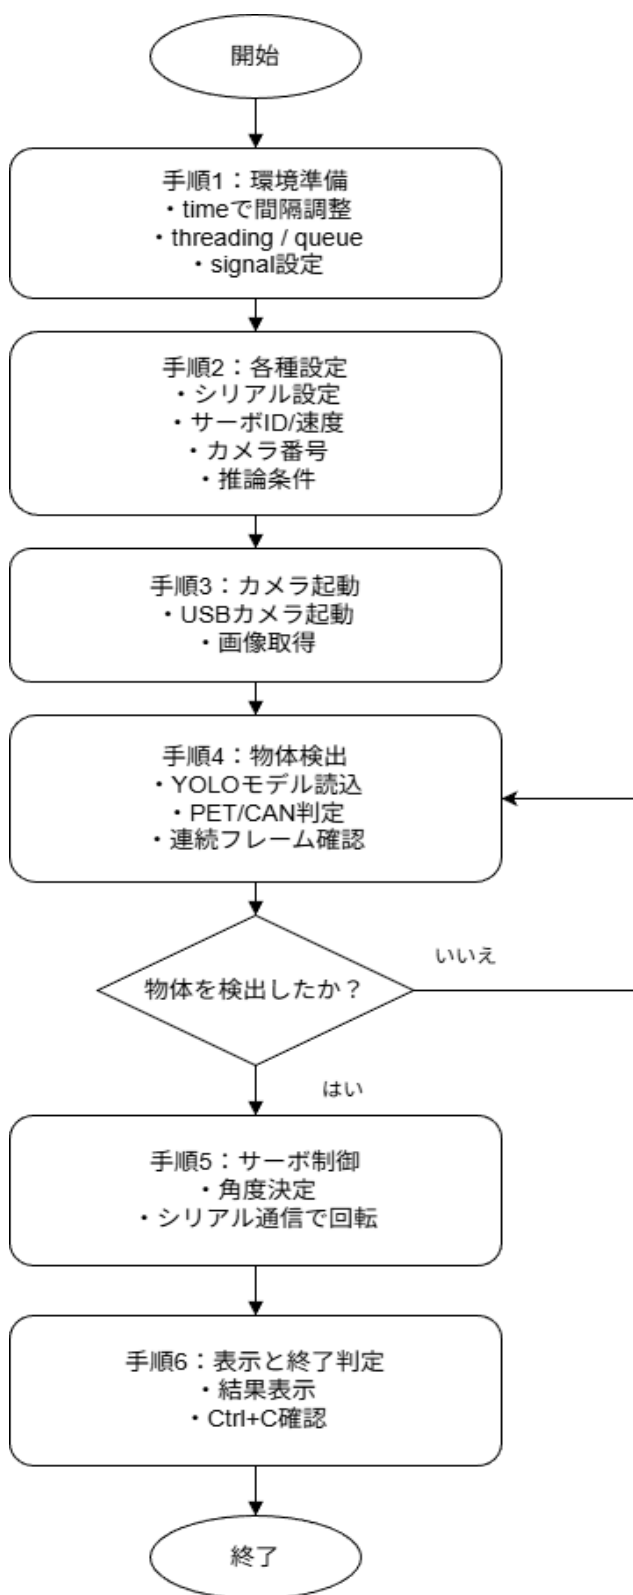 開始
手順1：環境準備
・timeで間隔調整
・threading / queue
・signal設定
手順2：各種設定
・シリアル設定
・サーボID/速度
・カメラ番号
・推論条件
手順3：カメラ起動
・USBカメラ起動
・画像取得
手順4：物体検出
・YOLOモデル読込
・PET/CAN判定
・連続フレーム確認
いいえ
物体を検出したか？
はい
手順5：サーボ制御
・角度決定
・シリアル通信で回転
手順6：表示と終了判定
・結果表示
・Ctrl+C確認
終了